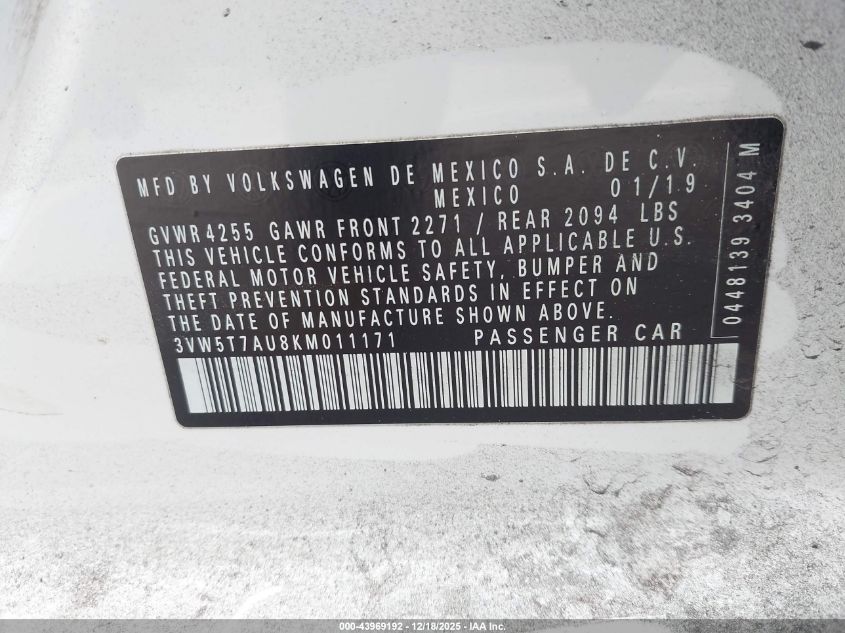 MFD BY VOLKSWAGEN DE MEXICO S.A. DE C.V.
MEXICO 01/19
GVWR 4255 GAWR FRONT 2271 / REAR 2094 LBS
THIS VEHICLE CONFORMS TO ALL APPLICABLE U.S.
FEDERAL MOTOR VEHICLE SAFETY, BUMPER AND
THEFT PREVENTION STANDARDS IN EFFECT ON
THE DATE OF MANUFACTURE SHOWN ABOVE.
3VW5T7AU8KM011171 PASSENGER CAR
0448139 3404 M
000-43969192 - 12/18/2025 - IAA Inc.